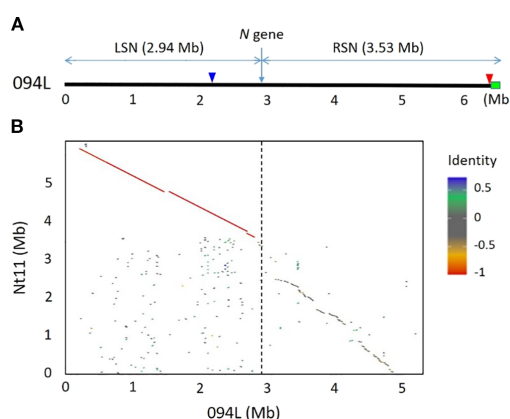 A
N gene
LSN (2.94 Mb) RSN (3.53 Mb)
094L
0 1 2 3 4 5 6 (Mb
B
Identity
0.5
0
-0.5
-1
Nt11 (Mb)
5
4
3
2
1
0
0 1 2 3 4 5
094L (Mb)